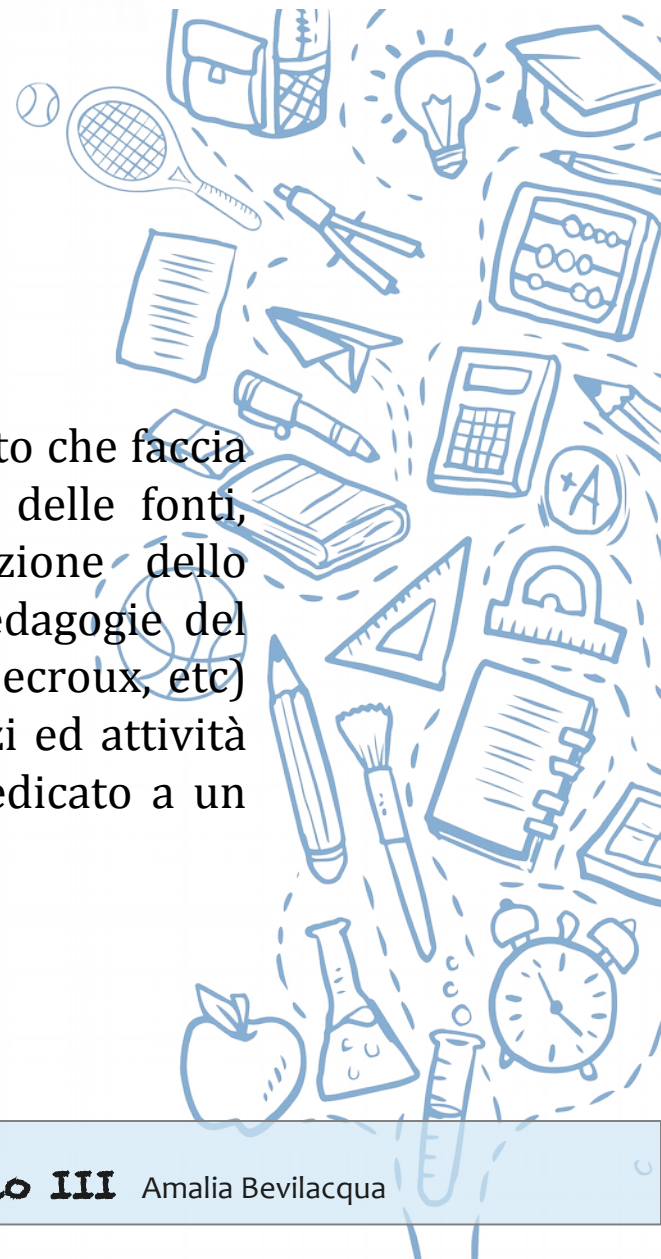 to che faccia
delle fonti,
zione dello
edagogie del
ecroux, etc)
zi ed attività
edicato a un
+A
lo III Amalia Bevilacqua